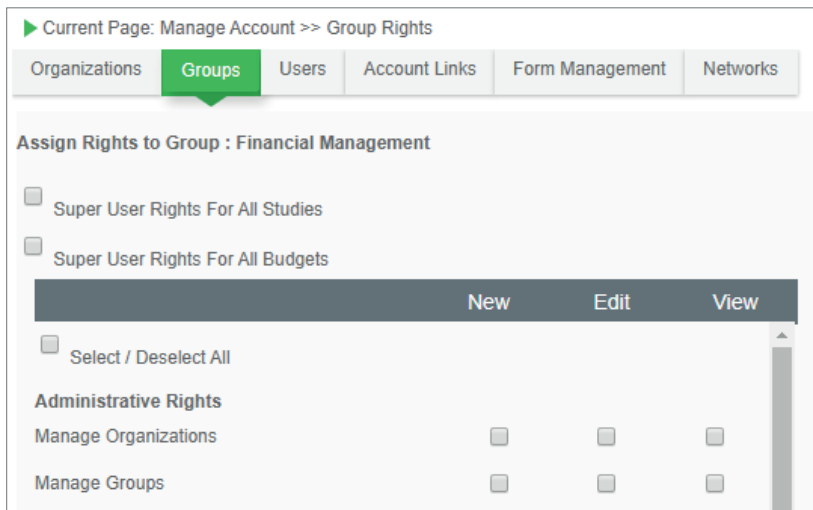 Current Page: Manage Account >> Group Rights
Organizations Groups Users Account Links Form Management Networks
Assign Rights to Group : Financial Management
Super User Rights For All Studies
Super User Rights For All Budgets
New Edit View
Select / Deselect All
Administrative Rights
Manage Organizations
Manage Groups